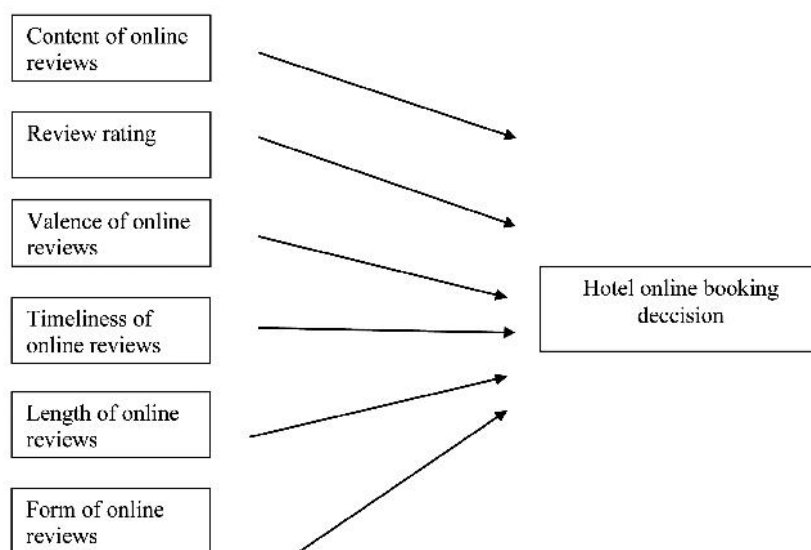 Content of online
reviews
Review rating
Valence of online
reviews
Timeliness of
online reviews
Length of online
reviews
Form of online
reviews
Hotel online booking
deccision